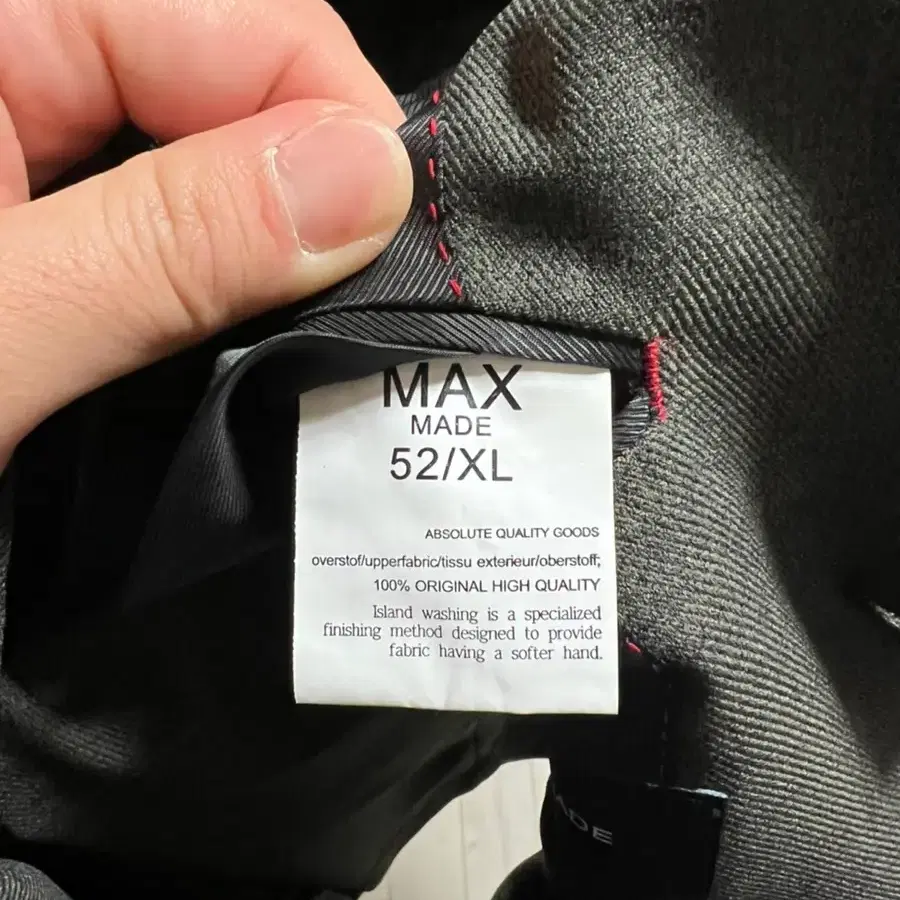 MAX
MADE
52/XL
ABSOLUTE QUALITY GOODS
overstof/upperfabric/tissu exterieur/oberstoff;
100% ORIGINAL HIGH QUALITY
Island washing is a specialized
finishing method designed to provide
fabric having a softer hand.